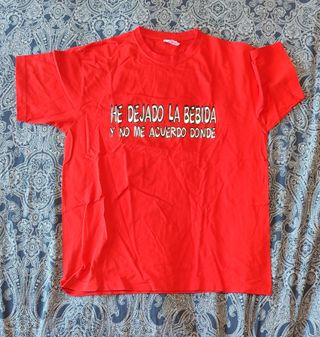 HE DEJADO LA BEBIDA
Y NO ME ACUERDO DONDE